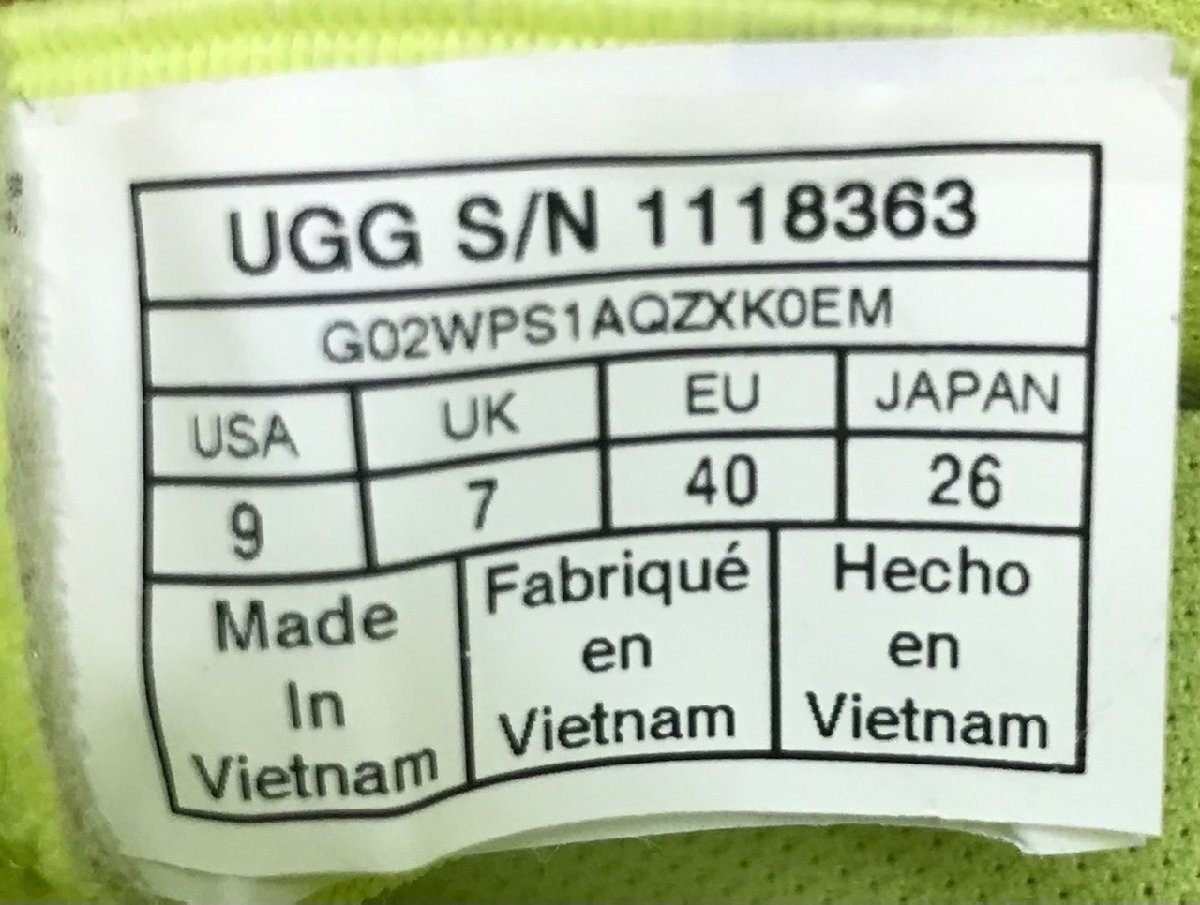 UGG S/N 1118363
G02WPS1AQZXK0EM
USA UK EU JAPAN
9 7 40 26
Made
In
Vietnam
Fabriqué
en
Vietnam
Hecho
en
Vietnam